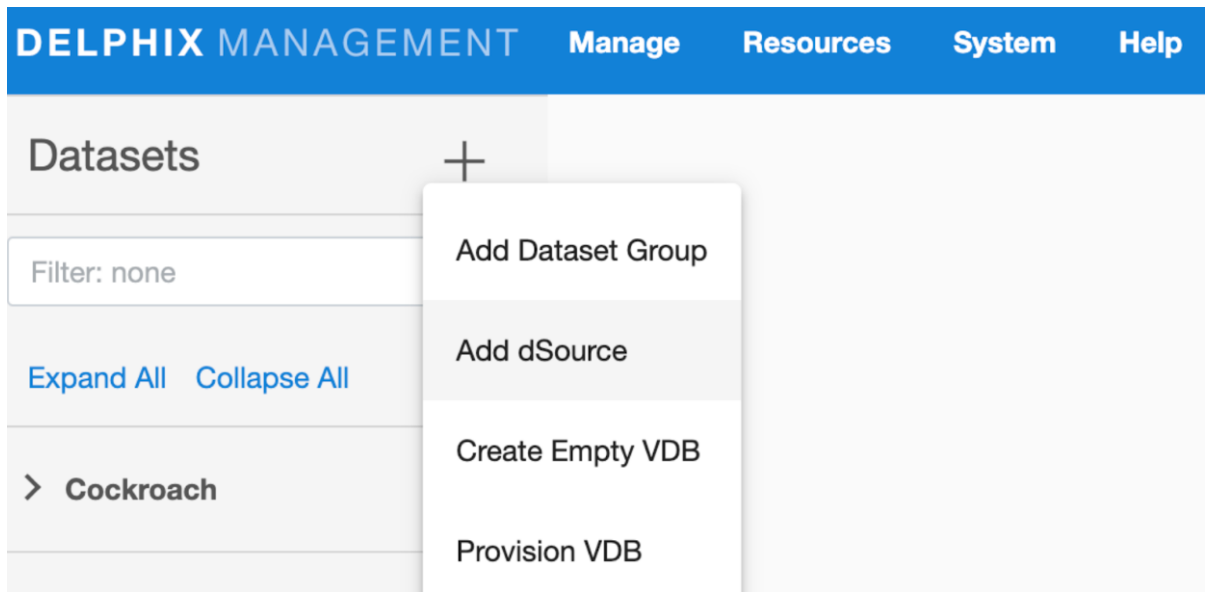 DELPHIX MANAGEMENT Manage Resources System Help
Datasets
Add Dataset Group
Filter: none
Add dSource
Expand All Collapse All
Create Empty VDB
Cockroach
Provision VDB